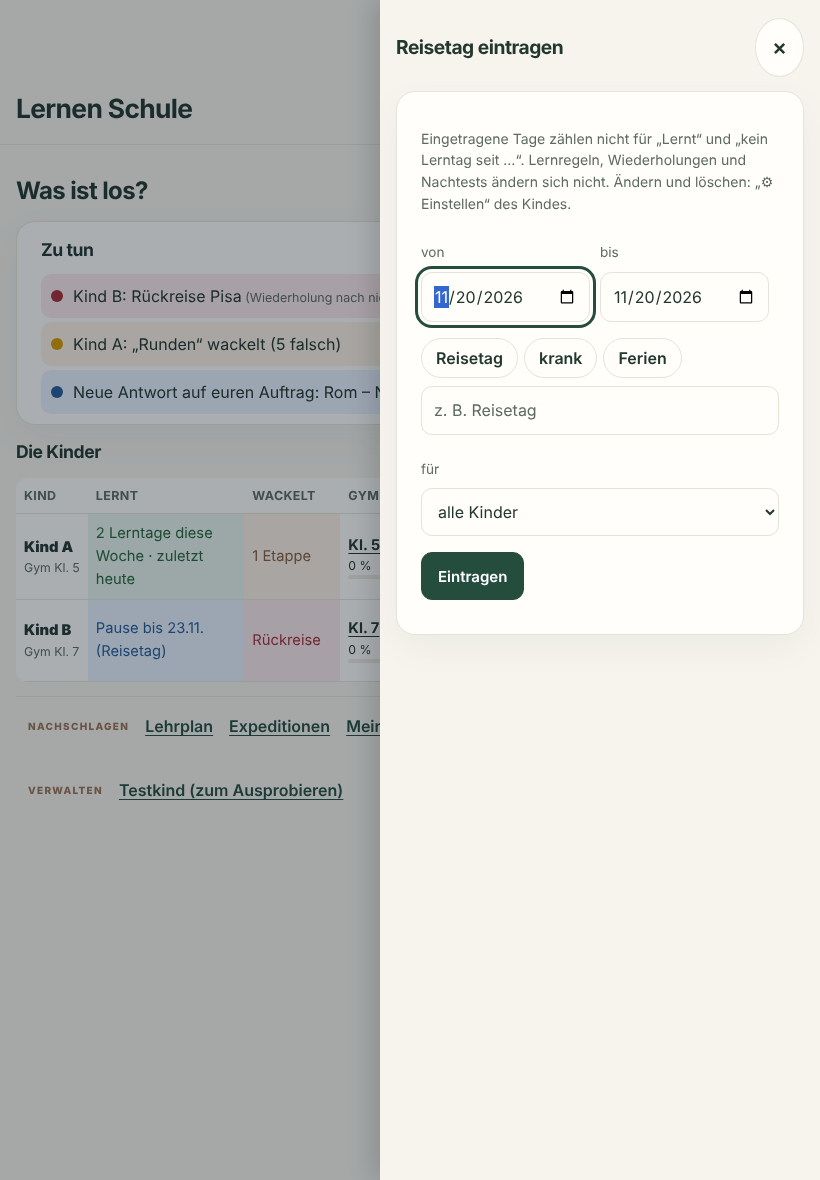 Lernen Schule
Was ist los?
Zu tun
Kind B: Rückreise Pisa (Wiederholung nach
Kind A: „Runden“ wackelt (5 falsch)
Neue Antwort auf euren Auftrag: Rom –
Die Kinder
KIND LERNT WACKELT GYM
Kind A
Gym Kl. 5
2 Lerntage diese
Woche · zuletzt
heute
1 Etappe
Kl. 5
0 %
Kind B
Gym Kl. 7
Pause bis 23.11.
(Reisetag)
Rückreise
Kl. 7
0 %
NACHSCHLAGEN Lehrplan Expeditionen
VERWALTEN Testkind (zum Ausprobieren)
Reisetag eintragen
×
Eingetragene Tage zählen nicht für „Lernt“ und „kein
Lerntag seit …“. Lernregeln, Wiederholungen und
Nachtests ändern sich nicht. Ändern und löschen: „⚙
Einstellen“ des Kindes.
von bis
11/20/2026 11/20/2026
Reisetag krank Ferien
z. B. Reisetag
für
alle Kinder
Eintragen